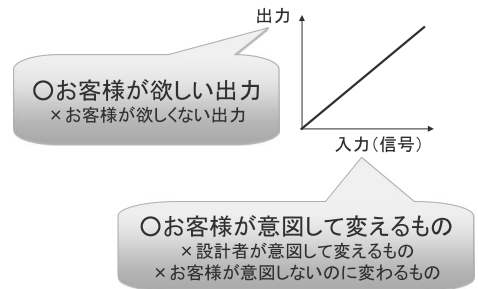 出力
〇お客様が欲しい出力
×お客様が欲しくない出力
入力(信号)
〇お客様が意図して変えるもの
×設計者が意図して変えるもの
×お客様が意図しないのに変わるもの